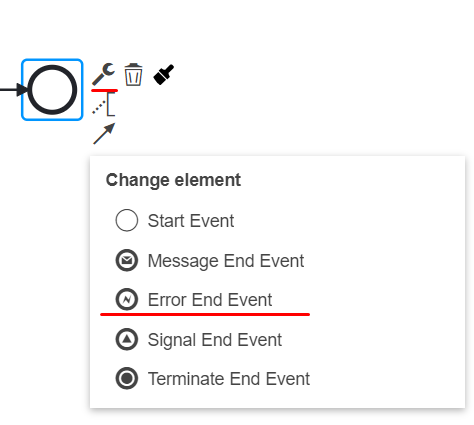 Change element
Start Event
Message End Event
Error End Event
Signal End Event
Terminate End Event